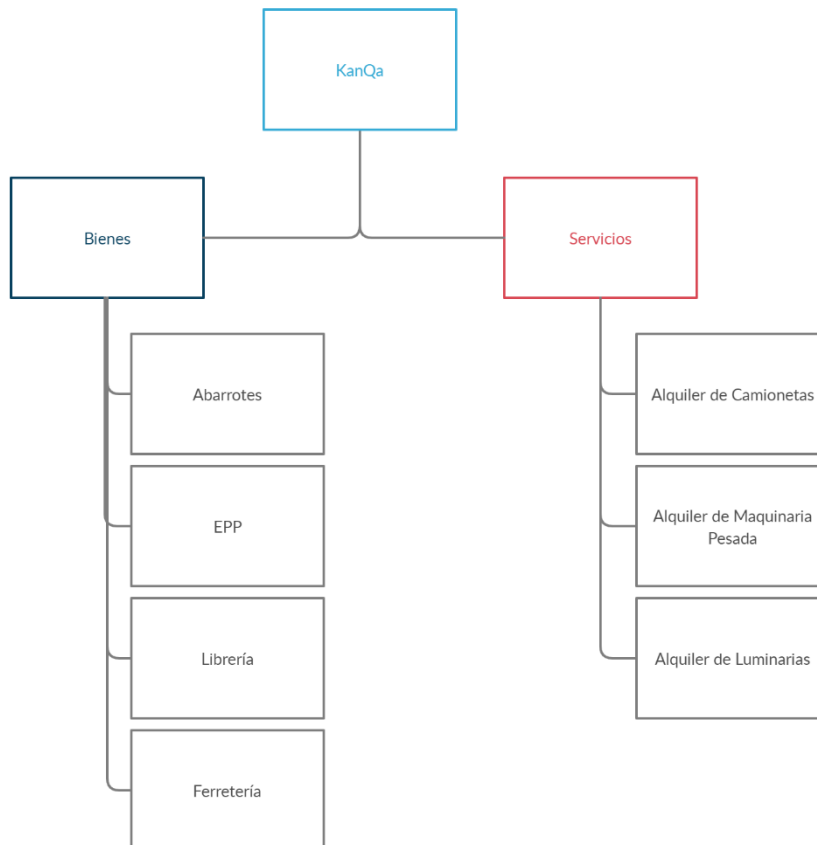 KanQa
Bienes
Servicios
Abarrotes
EPP
Librería
Ferretería
Alquiler de Camionetas
Alquiler de Maquinaria
Pesada
Alquiler de Luminarias